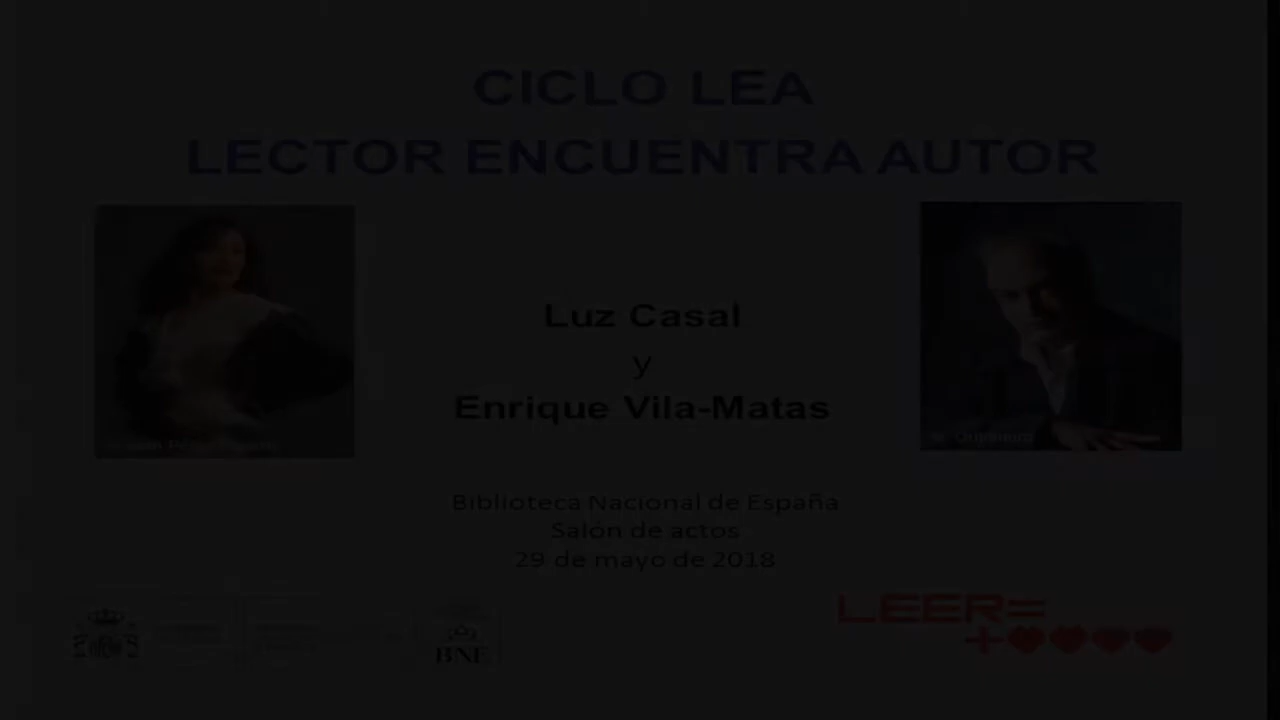 CICLO LEA
LECTOR ENCUENTRA AUTOR
Luz Casal
y
Enrique Vila-Matas
Biblioteca Nacional de España
Salón de actos
29 de mayo de 2018
BNE
LEER=
+